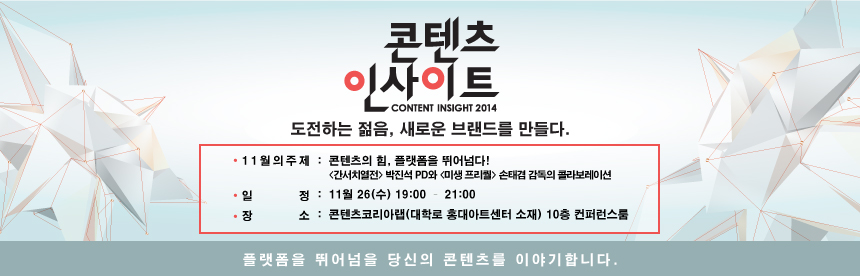 콘텐츠
인사이트
CONTENT INSIGHT 2014
도전하는 젊음, 새로운 브랜드를 만들다.
• 11월의주제 : 콘텐츠의 힘, 플랫폼을 뛰어넘다!
<간서치열전> 박진석 PD와 <미생 프리퀄> 손태겸 감독의 콜라보레이션
• 일 정 : 11월 26(수) 19:00 - 21:00
• 장 소 : 콘텐츠코리아랩(대학로 홍대아트센터 소재) 10층 컨퍼런스룸
플랫폼을 뛰어넘을 당신의 콘텐츠를 이야기합니다.